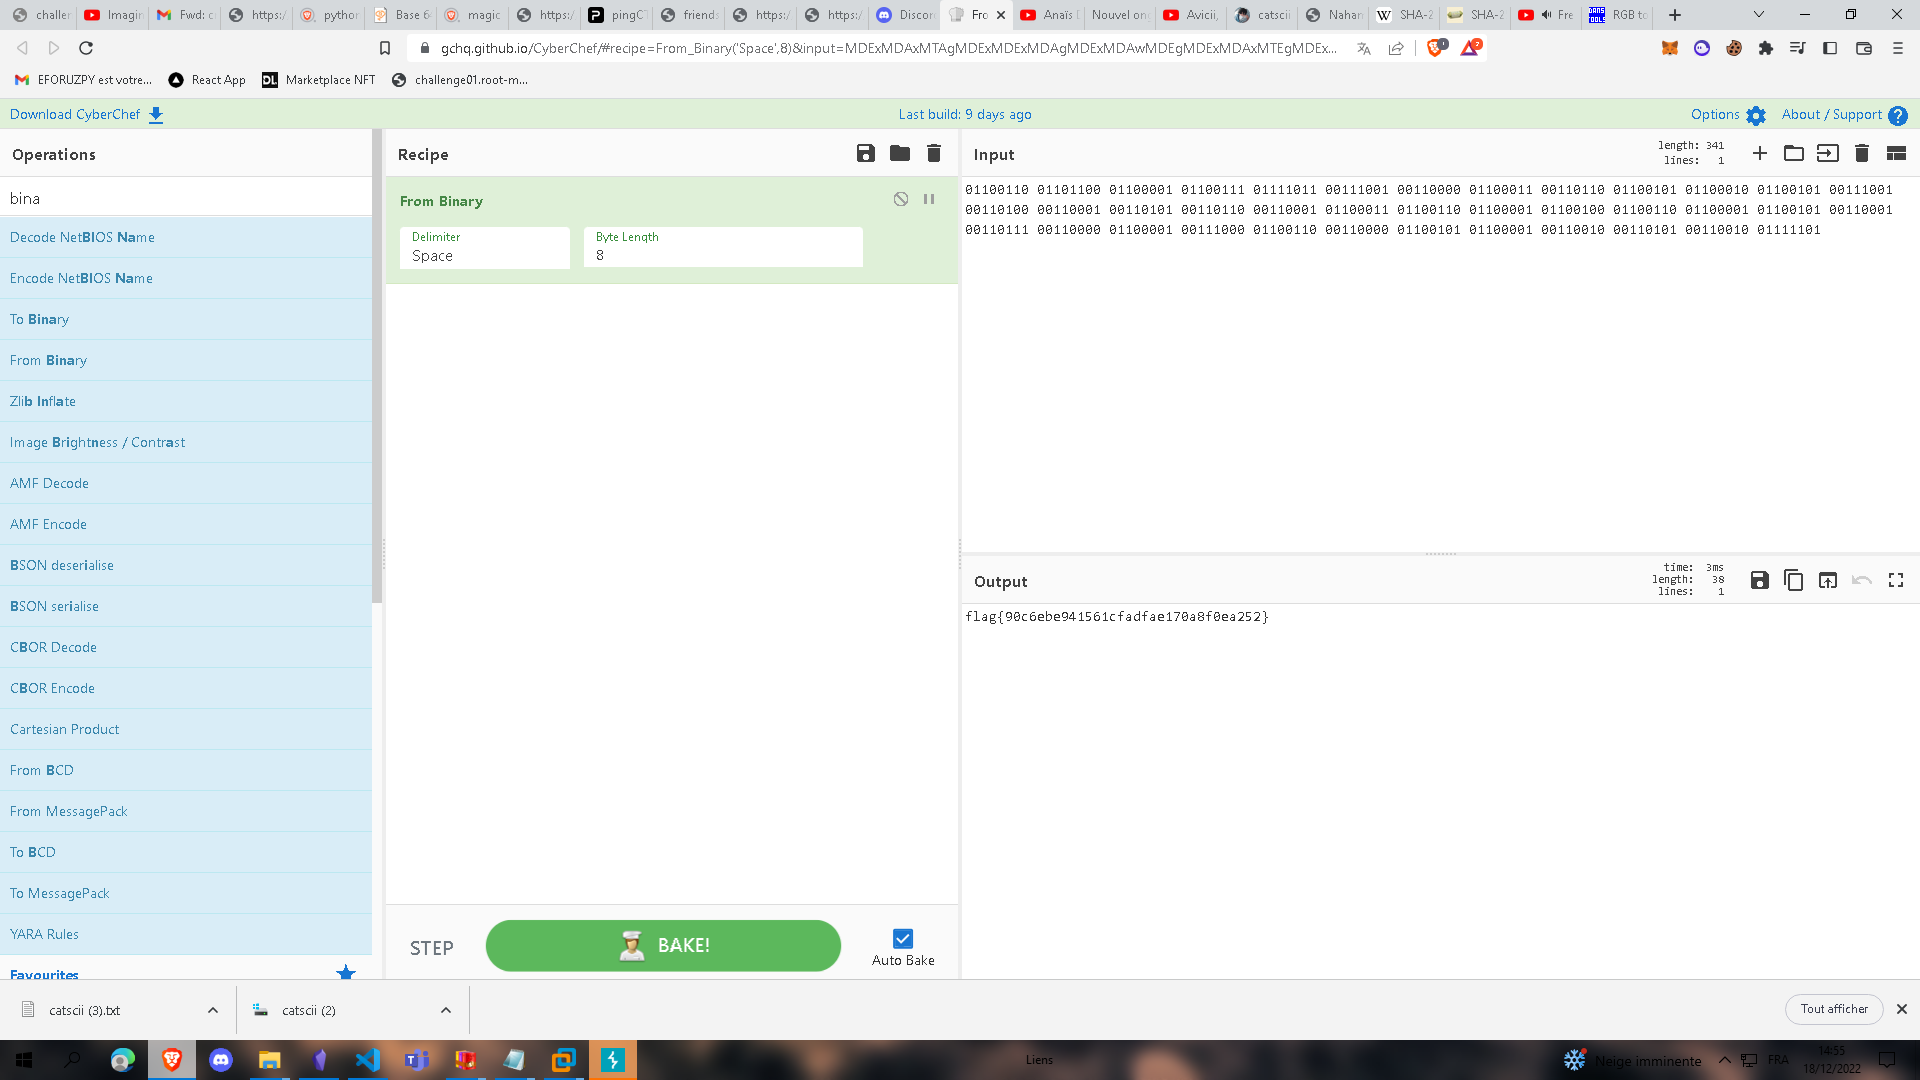 challer
Imagin
Fwd: c
https:/
python
Base 6
magic
https:/
pingCT
friends
https:/
https:/
Discord
Fro
Anaïs D
Nouvel on
Avicii,
catscii
Nahan
SHA-2
SHA-2
Fre
RGB to
gchq.github.io/CyberChef/#recipe=From_Binary('Space',8)&input=MDExMDAxMTAgMDExMDExMDAgMDExMDAwMDEgMDExMDAxMTEgMDEx...
EFORUZPY est votre...
React App
DL
Marketplace NFT
challenge01.root-m...
Download CyberChef
Last build: 9 days ago
Options
About / Support
Operations
Recipe
Input
length: 341
lines: 1
bina
Decode NetBIOS Name
Encode NetBIOS Name
To Binary
From Binary
Zlib Inflate
Image Brightness / Contrast
AMF Decode
AMF Encode
BSON deserialise
BSON serialise
CBOR Decode
CBOR Encode
Cartesian Product
From BCD
From MessagePack
To BCD
To MessagePack
YARA Rules
Favourites
From Binary
Delimiter
Space
Byte Length
8
STEP
BAKE!
Auto Bake
01100110 01101100 01100001 01100111 01111011 00111001 00110000 01100011 00110110 01100101 01100010 01100101 00111001
00110100 00110001 00110101 00110110 00110001 01100011 01100110 01100001 01100100 01100110 01100001 01100101 00110001
00110111 00110000 01100001 00111000 01100110 00110000 01100101 01100001 00110010 00110101 00110010 01111101
Output
time: 3ms
length: 38
lines: 1
flag{90c6ebe941561cfadfae170a8f0ea252}
catscii (3).txt
catscii (2)
Tout afficher
Liens
Neige imminente
FRA
14:55
18/12/2022